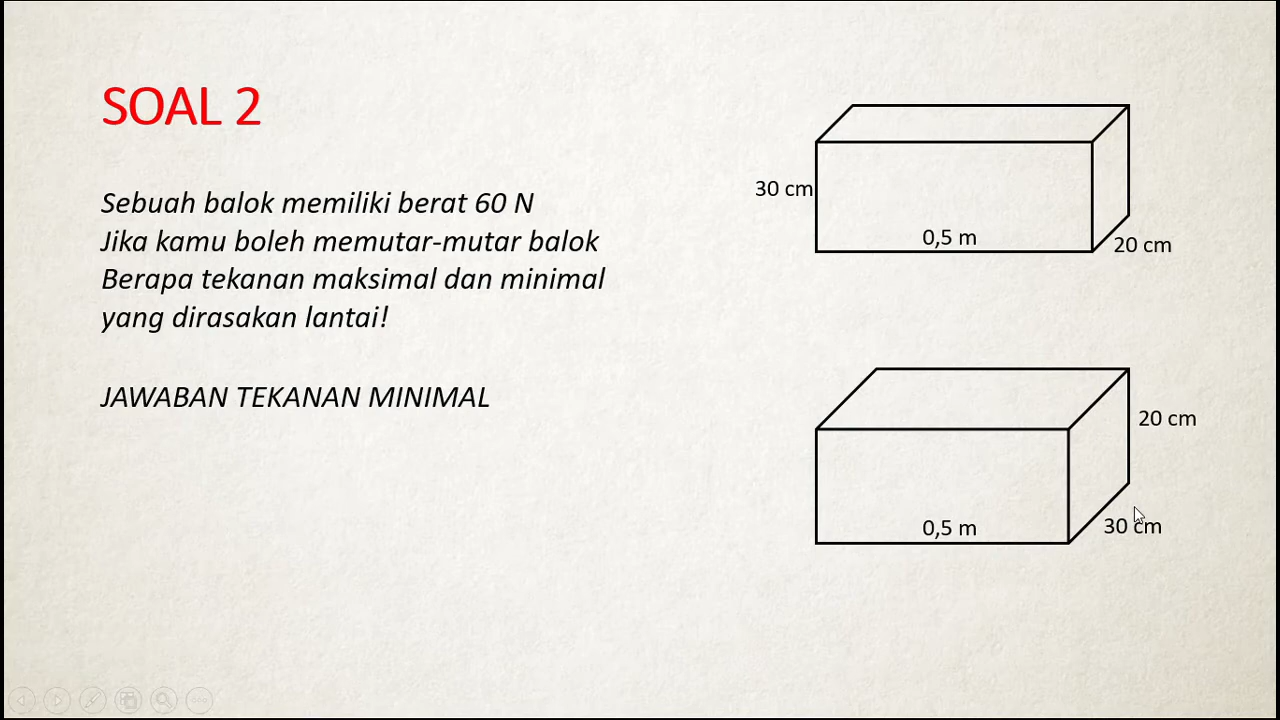 SOAL 2
Sebuah balok memiliki berat 60 N
Jika kamu boleh memutar-mutar balok
Berapa tekanan maksimal dan minimal
yang dirasakan lantai!
JAWABAN TEKANAN MINIMAL
30 cm
0,5 m
20 cm
20 cm
0,5 m
30 cm